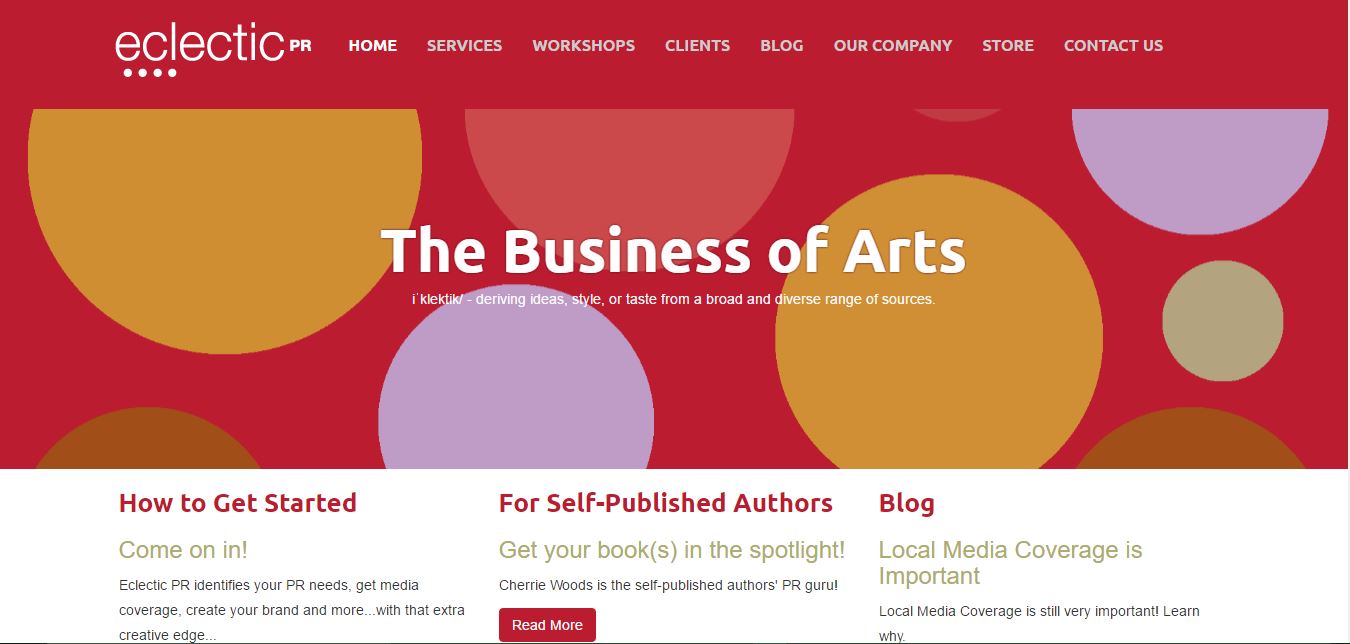 eclectic PR
HOME SERVICES WORKSHOPS CLIENTS BLOG OUR COMPANY STORE CONTACT US
The Business of Arts
iˈklektik/ - deriving ideas, style, or taste from a broad and diverse range of sources.
How to Get Started
Come on in!
Eclectic PR identifies your PR needs, get media
coverage, create your brand and more...with that extra
creative edge...
For Self-Published Authors
Get your book(s) in the spotlight!
Cherrie Woods is the self-published authors' PR guru!
Read More
Blog
Local Media Coverage is
Important
Local Media Coverage is still very important! Learn
why.